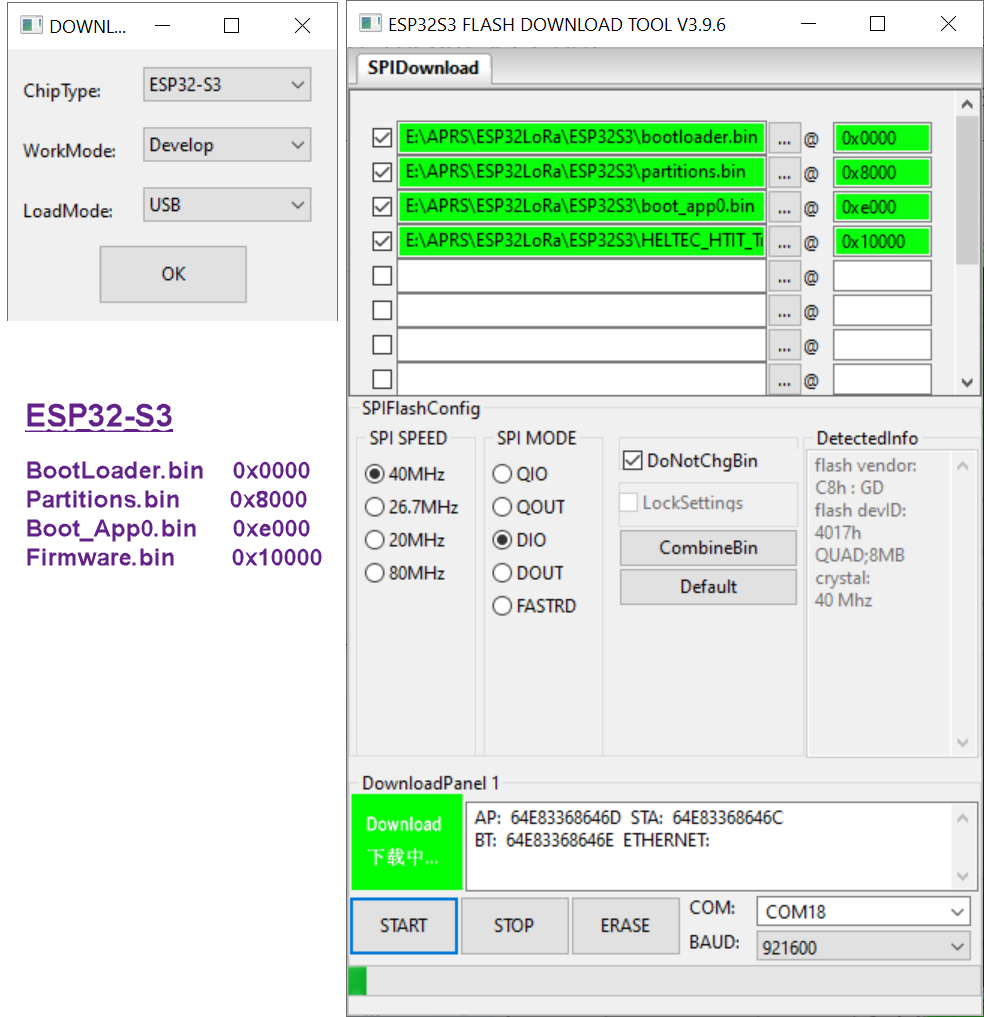 DOWNL...
ChipType:
ESP32-S3
WorkMode:
Develop
LoadMode:
USB
OK
ESP32-S3
BootLoader.bin 0x0000
Partitions.bin 0x8000
Boot_App0.bin 0xe000
Firmware.bin 0x10000
ESP32S3 FLASH DOWNLOAD TOOL V3.9.6
SPIDownload
E:\APRS\ESP32LoRa\ESP32S3\bootloader.bin ... @ 0x0000
E:\APRS\ESP32LoRa\ESP32S3\partitions.bin ... @ 0x8000
E:\APRS\ESP32LoRa\ESP32S3\boot_app0.bin ... @ 0xe000
E:\APRS\ESP32LoRa\ESP32S3\HELTEC_HTIT_Tr ... @ 0x10000
... @
... @
... @
... @
SPIFlashConfig
SPI SPEED
40MHz
26.7MHz
20MHz
80MHz
SPI MODE
QIO
QOUT
DIO
DOUT
FASTRD
DoNotChgBin
LockSettings
CombineBin
Default
DetectedInfo
flash vendor:
C8h : GD
flash devID:
4017h
QUAD;8MB
crystal:
40 Mhz
DownloadPanel 1
Download
下载中...
AP: 64E83368646D STA: 64E83368646C
BT: 64E83368646E ETHERNET:
START
STOP
ERASE
COM:
COM18
BAUD:
921600